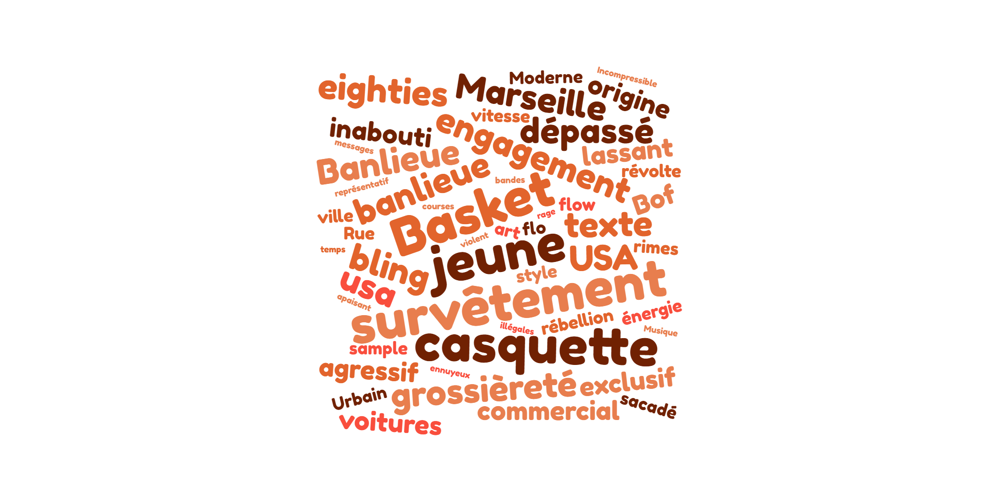 Incompressible
Moderne
eighties
Marseille
origine
vitesse
inabouti
engagement
dépassé
messages
Banlieue
lassant
banlieue
révolte
représentatif
bandes
Basket
Bof
courses
flow
ville
rage
texte
Rue
art
flo
violent
temps
bling
jeune
USA
rimes
usa
style
apaisant
survêtement
énergie
rébellion
illégales
Musique
sample
casquette
agressif
ennuyeux
Urbain
grossièreté
exclusif
commercial
sacadé
voitures